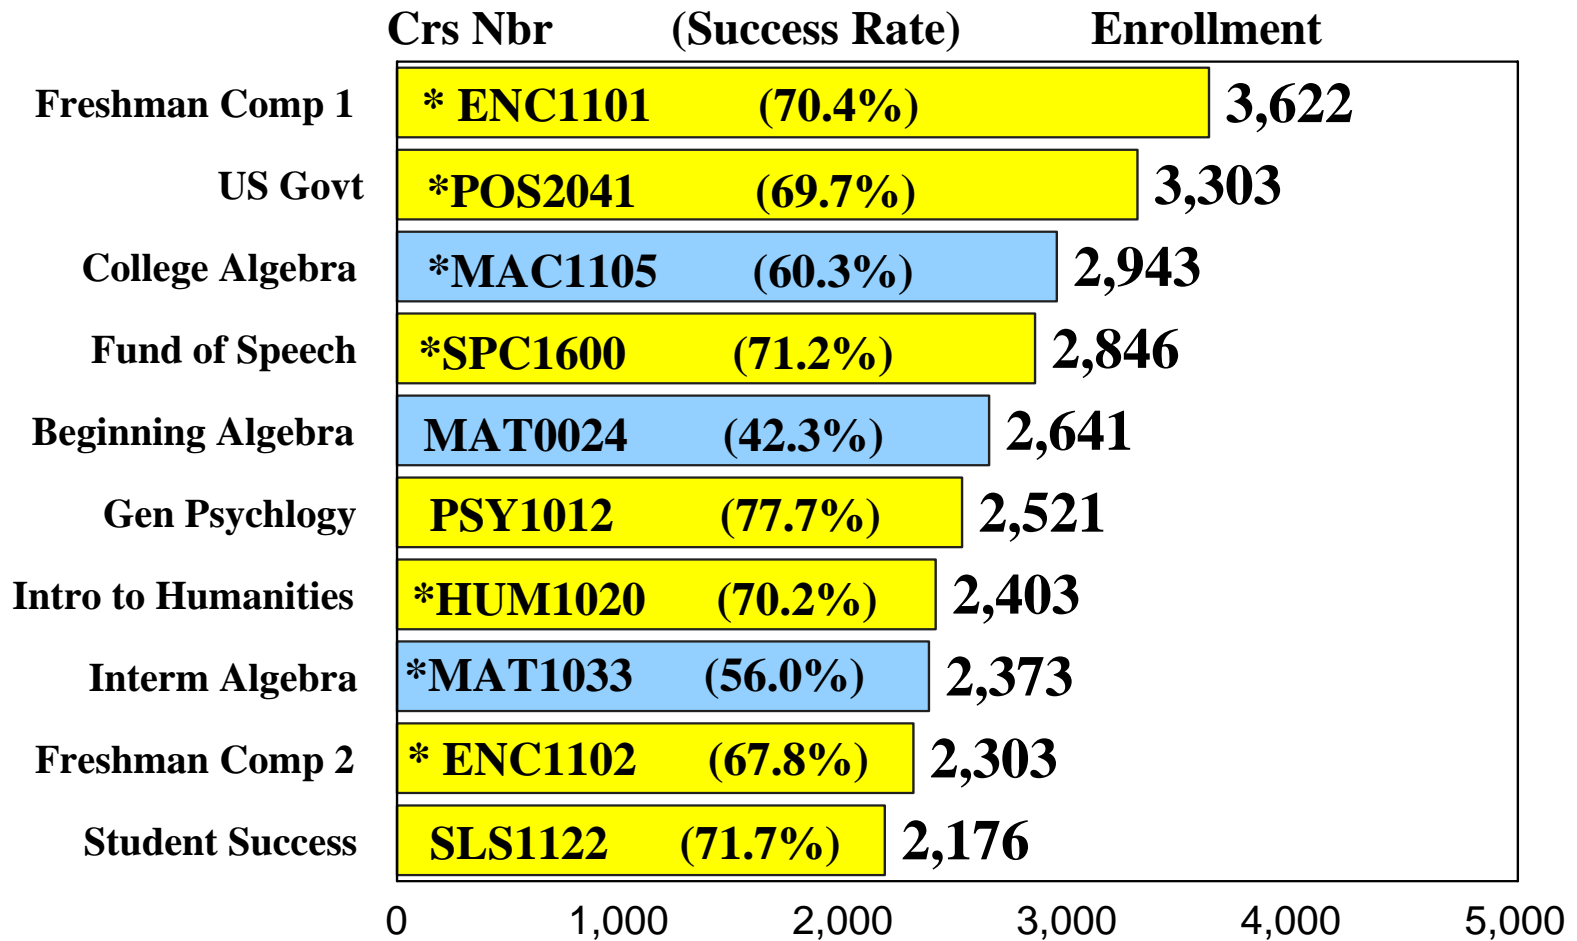 Crs Nbr (Success Rate) Enrollment
Freshman Comp 1 * ENC1101 (70.4%) 3,622
US Govt *POS2041 (69.7%) 3,303
College Algebra *MAC1105 (60.3%) 2,943
Fund of Speech *SPC1600 (71.2%) 2,846
Beginning Algebra MAT0024 (42.3%) 2,641
Gen Psychlogy PSY1012 (77.7%) 2,521
Intro to Humanities *HUM1020 (70.2%) 2,403
Interm Algebra *MAT1033 (56.0%) 2,373
Freshman Comp 2 * ENC1102 (67.8%) 2,303
Student Success SLS1122 (71.7%) 2,176
0 1,000 2,000 3,000 4,000 5,000